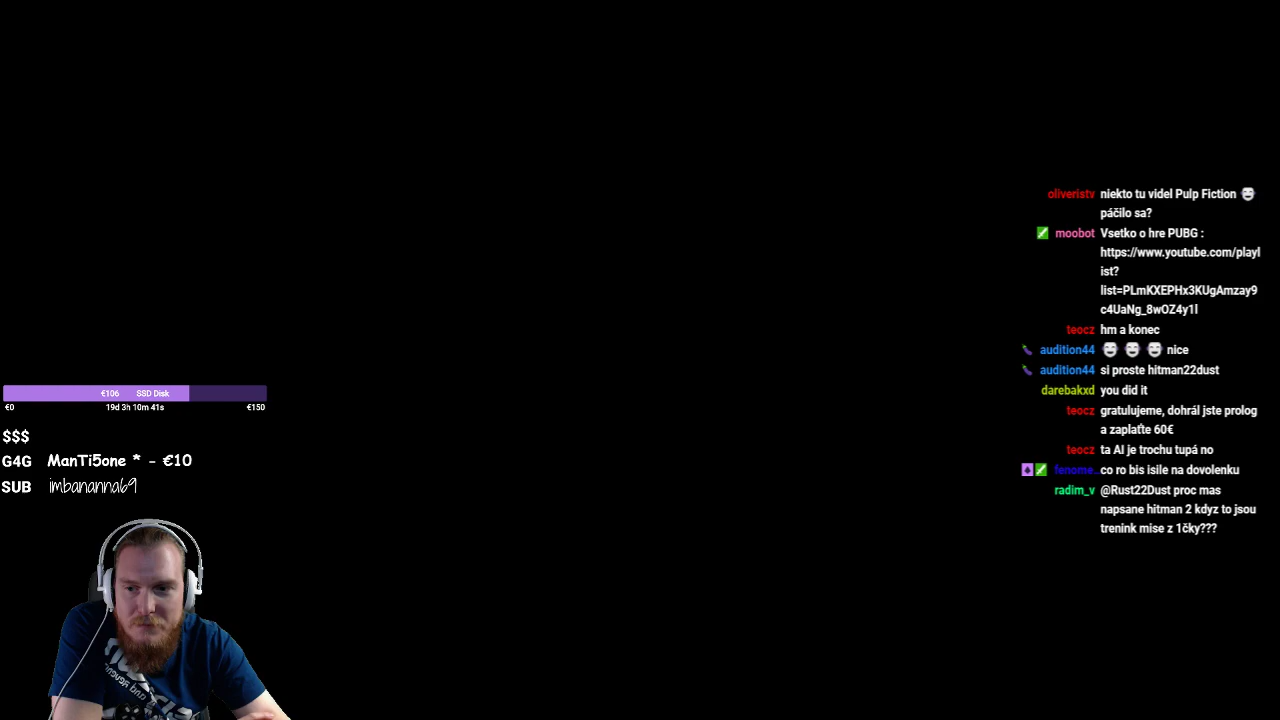 oliveristv niekto tu videl Pulp Fiction
páčilo sa?
moobot Vsetko o hre PUBG :
https://www.youtube.com/playl
ist?
list=PLmKXEPHx3KUgAmzay9
c4UaNg_8wOZ4y1l
teocz hm a konec
audition44 nice
audition44 si proste hitman22dust
darebakxd you did it
teocz gratulujeme, dohrál jste prolog
a zaplaťte 60€
teocz ta AI je trochu tupá no
fenome... co ro bis isile na dovolenku
radim_v @Rust22Dust proc mas
napsane hitman 2 kdyz to jsou
trenink mise z 1čky???
€106 SSD Disk
€0 19d 3h 10m 41s €150
$$$
G4G ManTi5one * - €10
SUB imbananna69